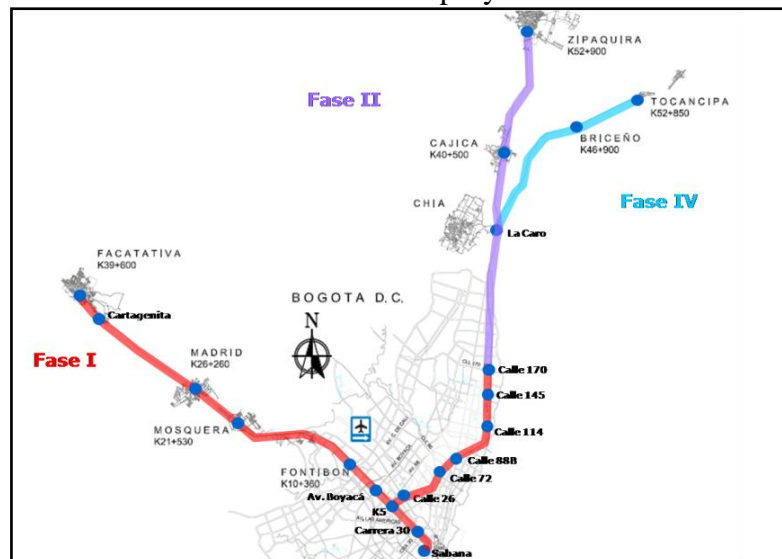 ZIPAQUIRA
K52+900
Fase II
TOCANCIPA
K52+850
BRICEÑO
K46+900
CAJICA
K40+500
CHIA
Fase IV
La Caro
FACATATIVA
K39+600
BOGOTA D.C.
Cartagenita
N
Fase I
MADRID
K26+260
Calle 170
Calle 145
MOSQUERA
K21+530
Calle 114
FONTIBON
K10+360
Calle 88B
Calle 72
Av. Boyacá
Calle 26
K5
Carrera 30
Sabana